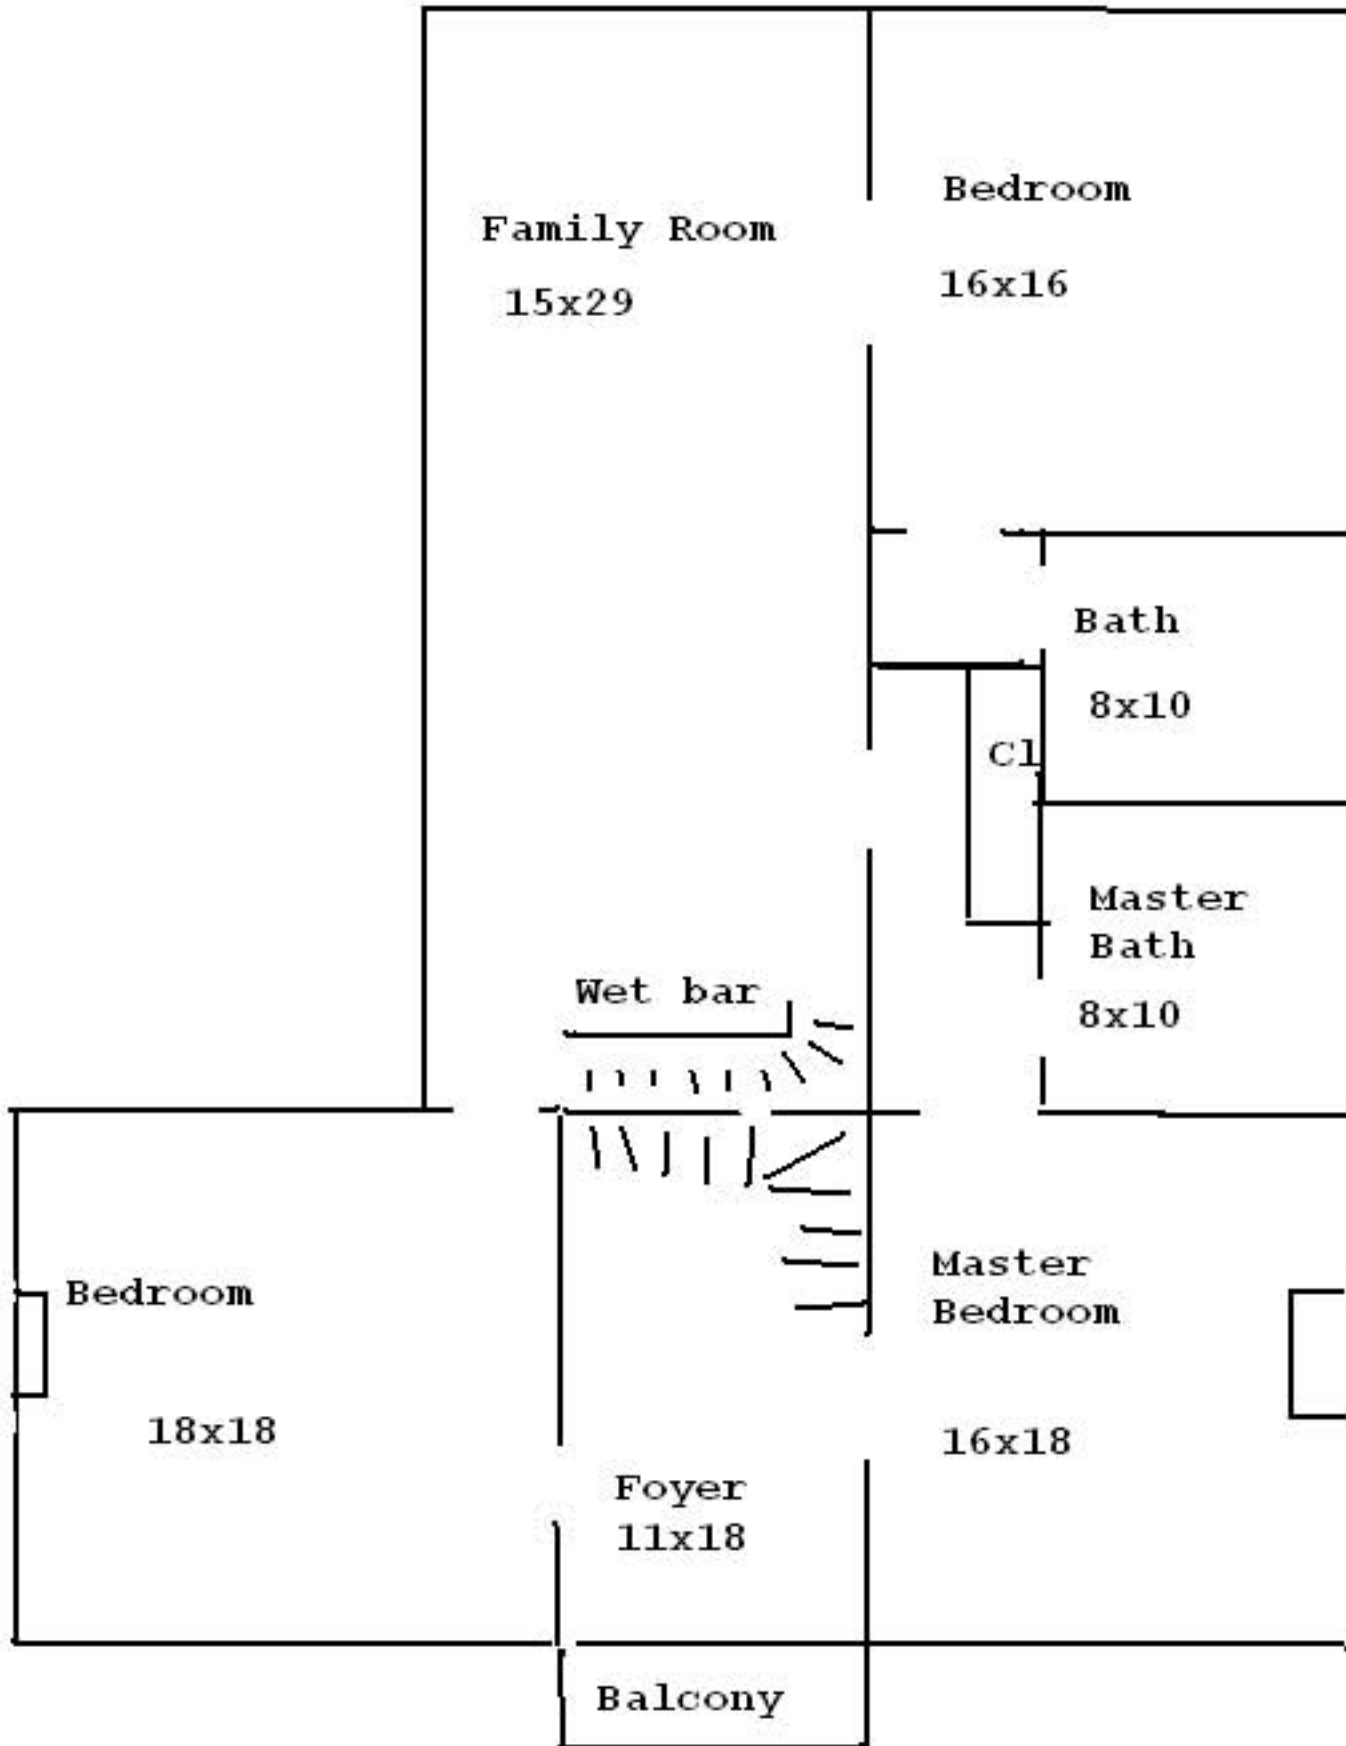 Bedroom
Family Room
16x16
15x29
Bath
8x10
Cl
Master
Bath
Wet bar
8x10
Master
Bedroom
Bedroom
18x18
16x18
Foyer
11x18
Balcony